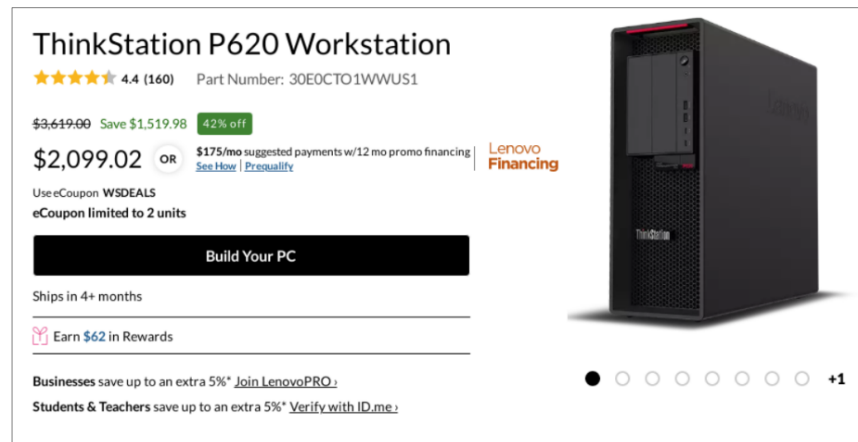 ThinkStation P620 Workstation
4.4 (160) Part Number: 30E0CTO1WWUS1
$3,619.00 Save $1,519.98 42% off
$2,099.02 OR $175/mo suggested payments w/12 mo promo financing
See How | Prequalify
Lenovo
Financing
Use eCoupon WSDEALS
eCoupon limited to 2 units
Build Your PC
Ships in 4+ months
Earn $62 in Rewards
Businesses save up to an extra 5%* Join LenovoPRO ›
Students & Teachers save up to an extra 5%* Verify with ID.me ›
ThinkStation
+1